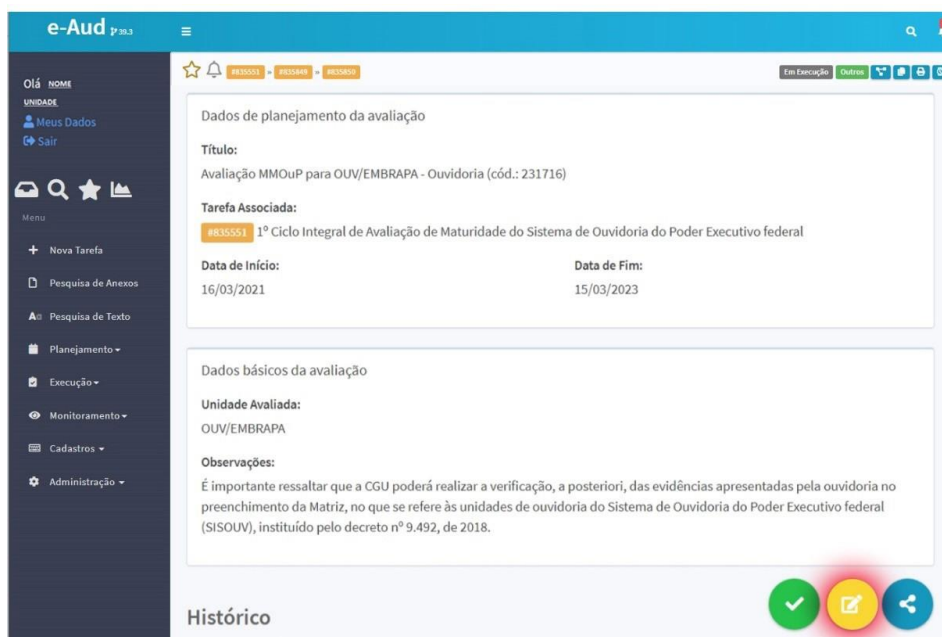 e-Aud 39.3
Olá NOME
UNIDADE
Meus Dados
Sair
Menu
Nova Tarefa
Pesquisa de Anexos
Pesquisa de Texto
Planejamento
Execução
Monitoramento
Cadastros
Administração
#835551 » #835849 » #835850
Em Execução Outros
Dados de planejamento da avaliação
Título:
Avaliação MMOuP para OUV/EMBRAPA - Ouvidoria (cód.: 231716)
Tarefa Associada:
#835551 1º Ciclo Integral de Avaliação de Maturidade do Sistema de Ouvidoria do Poder Executivo federal
Data de Início: Data de Fim:
16/03/2021 15/03/2023
Dados básicos da avaliação
Unidade Avaliada:
OUV/EMBRAPA
Observações:
É importante ressaltar que a CGU poderá realizar a verificação, a posteriori, das evidências apresentadas pela ouvidoria no
preenchimento da Matriz, no que se refere às unidades de ouvidoria do Sistema de Ouvidoria do Poder Executivo federal
(SISOUV), instituído pelo decreto nº 9.492, de 2018.
Histórico